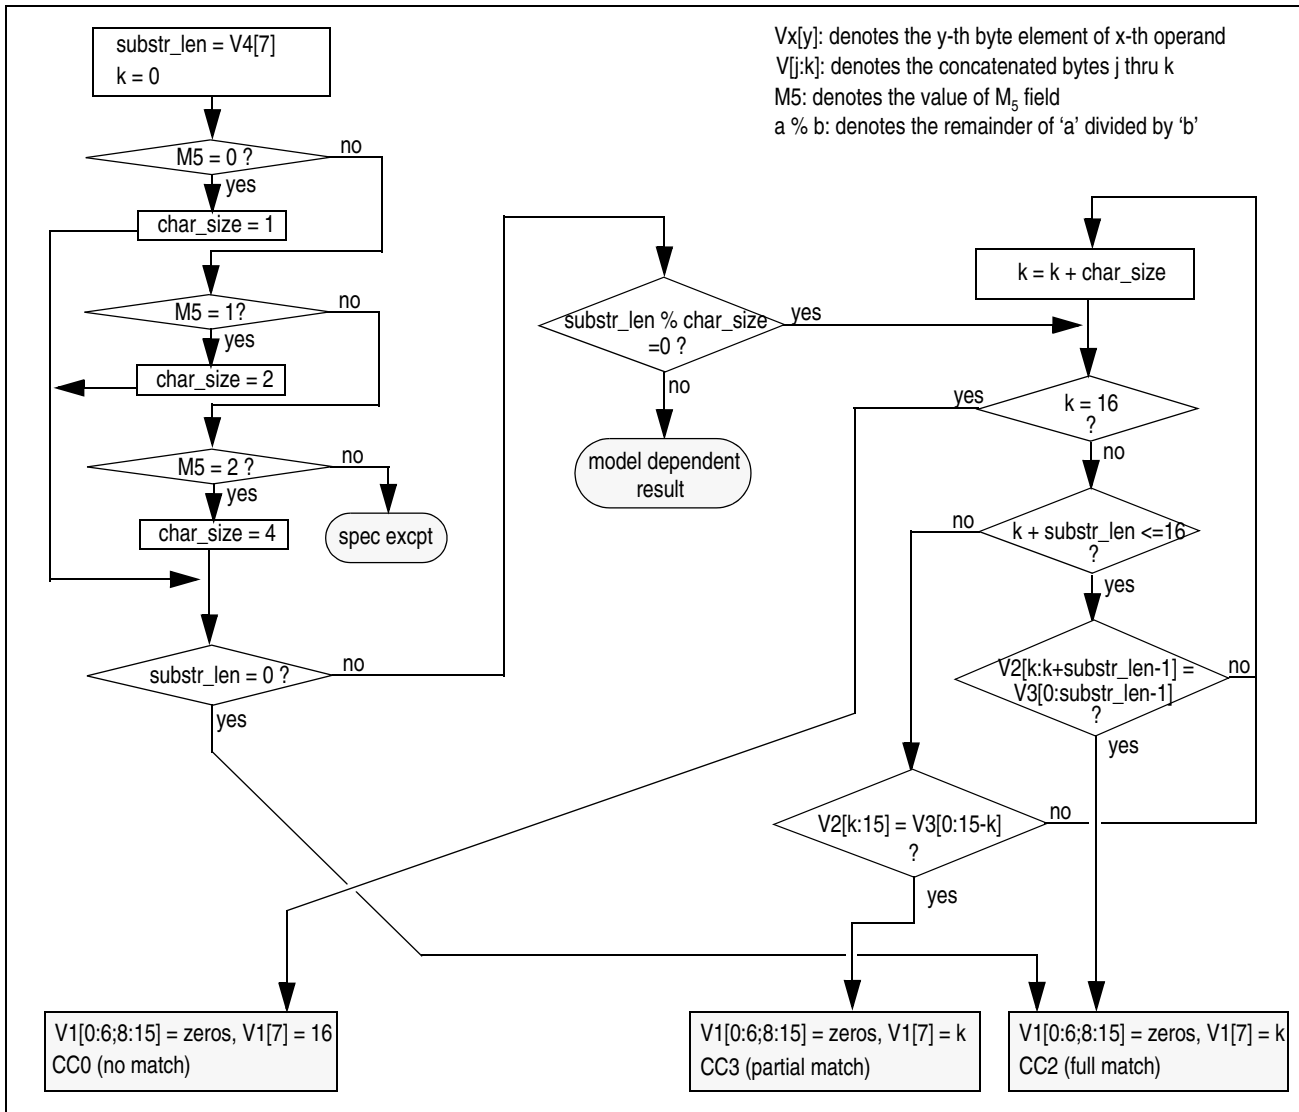 substr_len = V4[7]
k = 0
Vx[y]: denotes the y-th byte element of x-th operand
V[j:k]: denotes the concatenated bytes j thru k
M5: denotes the value of M5 field
a % b: denotes the remainder of ‘a’ divided by ‘b’
M5 = 0 ?
no
yes
char_size = 1
M5 = 1?
no
yes
char_size = 2
M5 = 2 ?
no
yes
char_size = 4
spec excpt
substr_len = 0 ?
no
yes
substr_len % char_size
=0 ?
yes
no
model dependent
result
k = k + char_size
k = 16
?
yes
no
k + substr_len <=16
?
no
yes
V2[k:k+substr_len-1] =
V3[0:substr_len-1]
?
no
yes
V2[k:15] = V3[0:15-k]
?
no
yes
V1[0:6;8:15] = zeros, V1[7] = 16
CC0 (no match)
V1[0:6;8:15] = zeros, V1[7] = k
CC3 (partial match)
V1[0:6;8:15] = zeros, V1[7] = k
CC2 (full match)